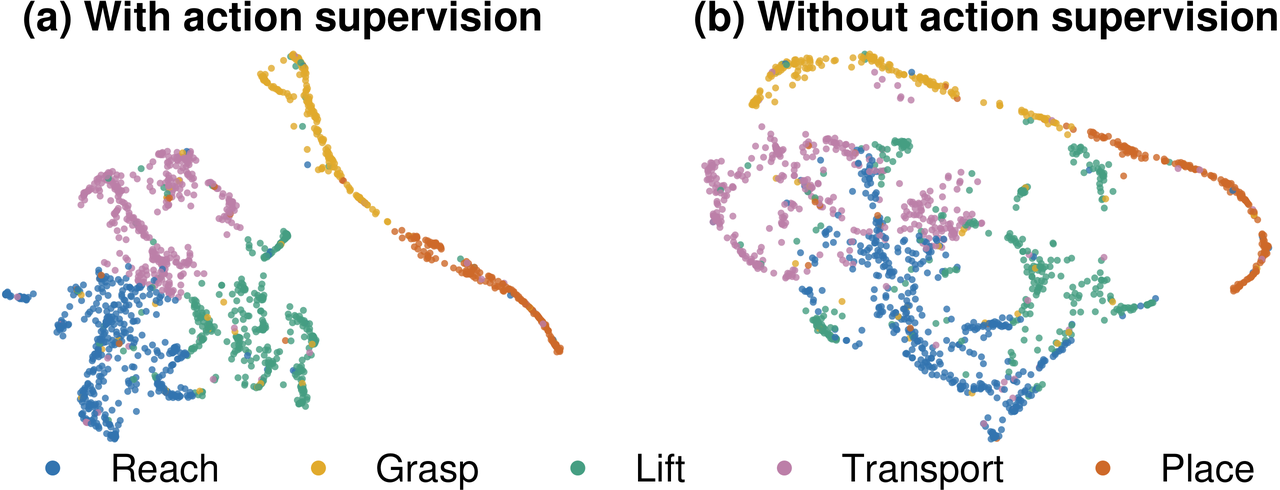 (a) With action supervision
(b) Without action supervision
Reach Grasp Lift Transport Place